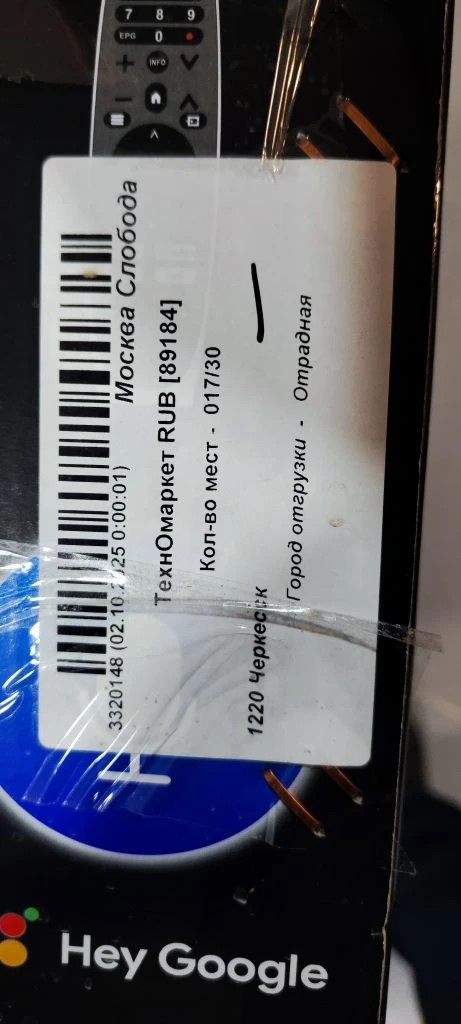 7 8 9
EPG 0
INFO
Москва Слобода
3320148 (02.10.2025 0:00:01)
ТехнОмаркет RUB [89184]
Кол-во мест - 017/30
1220 Черкесск
Город отгрузки - Отрадная
Hey Google